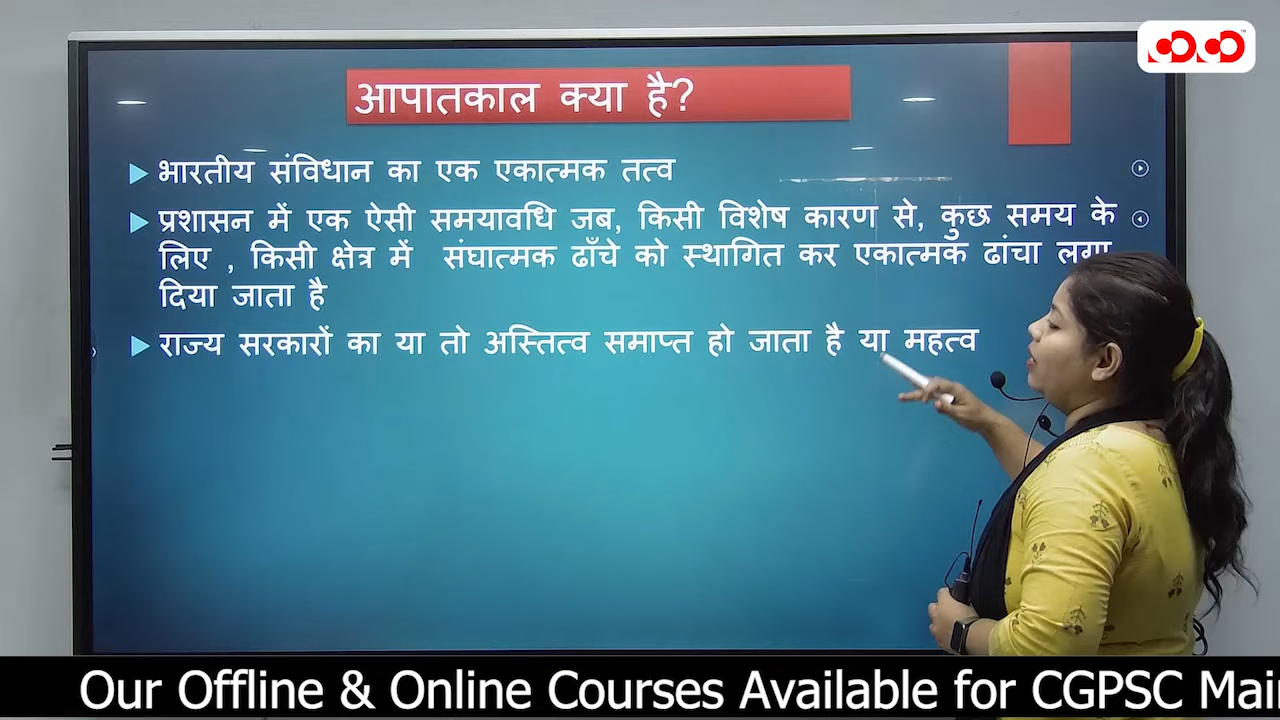 आपातकाल क्या है?
भारतीय संविधान का एक एकात्मक तत्व
प्रशासन में एक ऐसी समयावधि जब, किसी विशेष कारण से, कुछ समय के
लिए , किसी क्षेत्र में संघात्मक ढाँचे को स्थागित कर एकात्मक ढांचा लगा
दिया जाता है
राज्य सरकारों का या तो अस्तित्व समाप्त हो जाता है या महत्व
Our Offline & Online Courses Available for CGPSC Mai